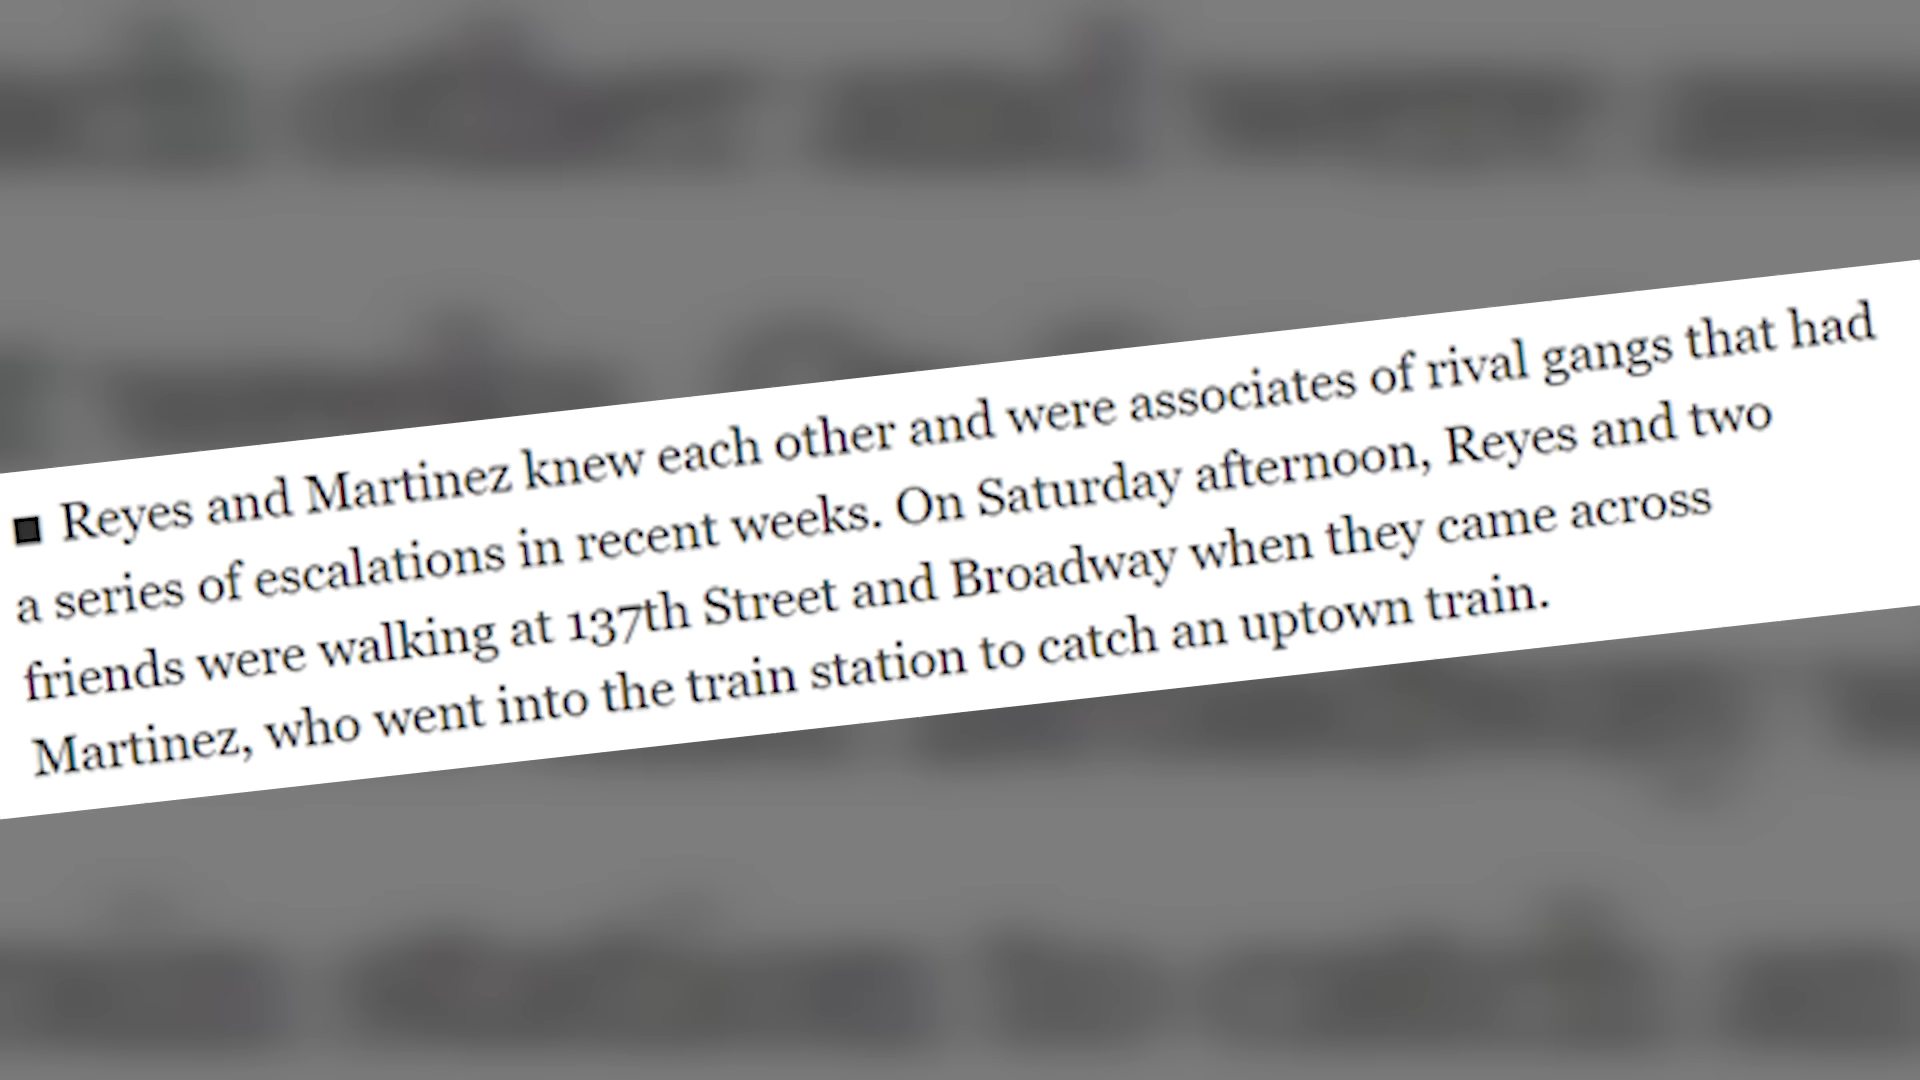 ■ Reyes and Martinez knew each other and were associates of rival gangs that had
a series of escalations in recent weeks. On Saturday afternoon, Reyes and two
friends were walking at 137th Street and Broadway when they came across
Martinez, who went into the train station to catch an uptown train.